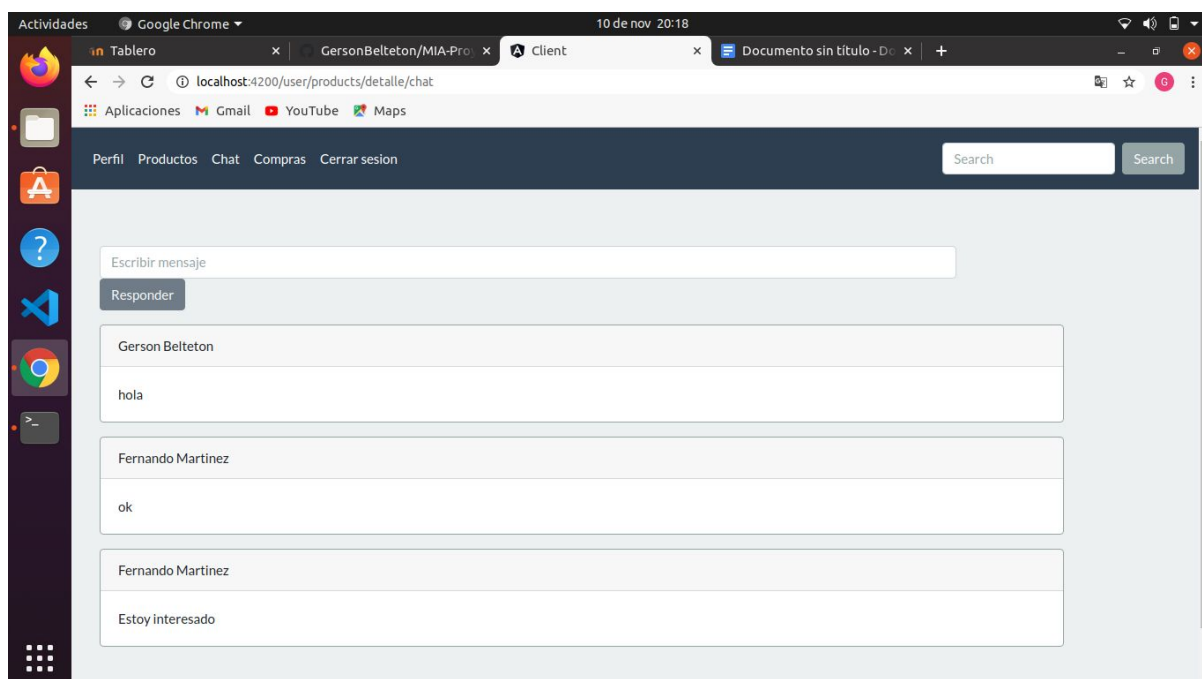 Actividades Google Chrome 10 de nov 20:18
Tablero GersonBelteton/MIA-Proy Client Documento sin título - Do
localhost:4200/user/products/detalle/chat G
Aplicaciones Gmail YouTube Maps
Perfil Productos Chat Compras Cerrar sesion Search Search
Escribir mensaje
Responder
Gerson Belteton
hola
Fernando Martinez
ok
Fernando Martinez
Estoy interesado